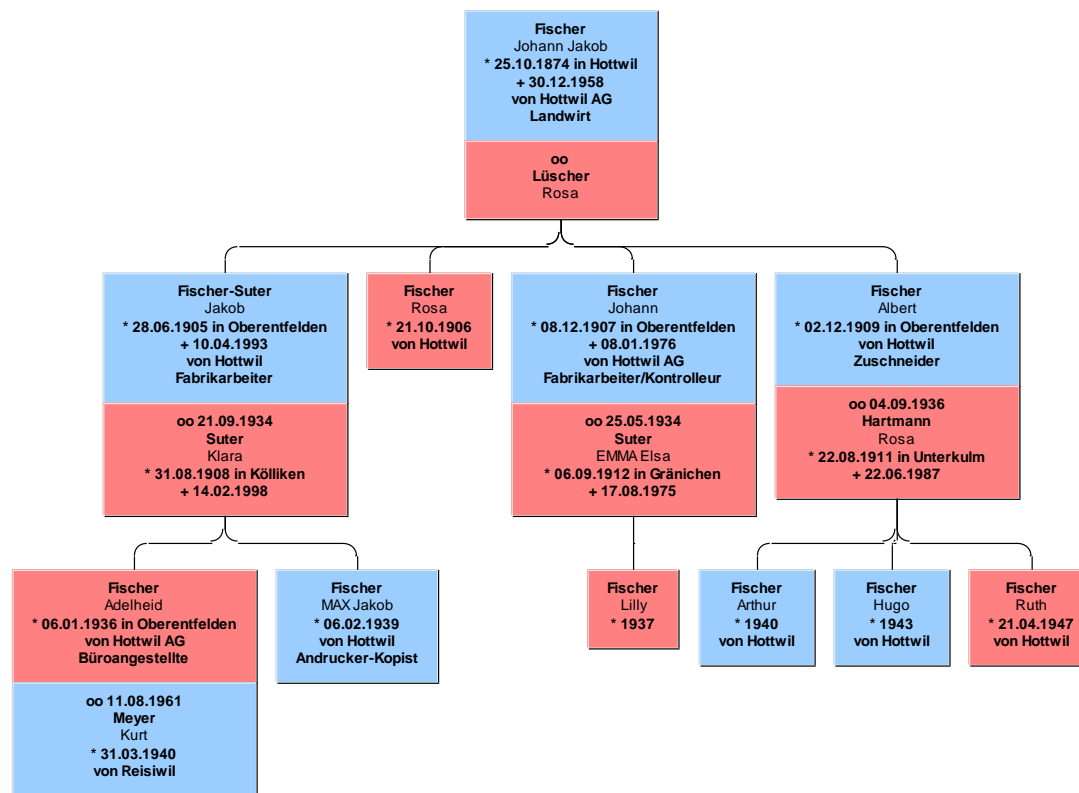 Fischer
Johann Jakob
* 25.10.1874 in Hottwil
+ 30.12.1958
von Hottwil AG
Landwirt
oo
Lüscher
Rosa
Fischer-Suter
Jakob
* 28.06.1905 in Oberentfelden
+ 10.04.1993
von Hottwil
Fabrikarbeiter
oo 21.09.1934
Suter
Klara
* 31.08.1908 in Kölliken
+ 14.02.1998
Fischer
Rosa
* 21.10.1906
von Hottwil
Fischer
Johann
* 08.12.1907 in Oberentfelden
+ 08.01.1976
von Hottwil AG
Fabrikarbeiter/Kontrolleur
oo 25.05.1934
Suter
EMMA Elsa
* 06.09.1912 in Gränichen
+ 17.08.1975
Fischer
Albert
* 02.12.1909 in Oberentfelden
von Hottwil
Zuschneider
oo 04.09.1936
Hartmann
Rosa
* 22.08.1911 in Unterkulm
+ 22.06.1987
Fischer
Adelheid
* 06.01.1936 in Oberentfelden
von Hottwil AG
Büroangestellte
oo 11.08.1961
Meyer
Kurt
* 31.03.1940
von Reisiwil
Fischer
MAX Jakob
* 06.02.1939
von Hottwil
Andrucker-Kopist
Fischer
Lilly
* 1937
Fischer
Arthur
* 1940
von Hottwil
Fischer
Hugo
* 1943
von Hottwil
Fischer
Ruth
* 21.04.1947
von Hottwil